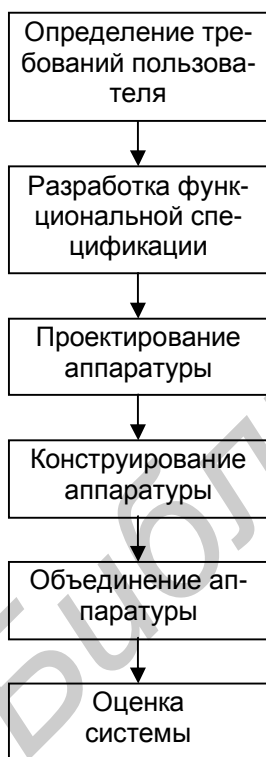 Определение тре-
бований пользова-
теля
Разработка функ-
циональной спе-
цификации
Проектирование
аппаратуры
Конструирование
аппаратуры
Объединение ап-
паратуры
Оценка
системы
Библ